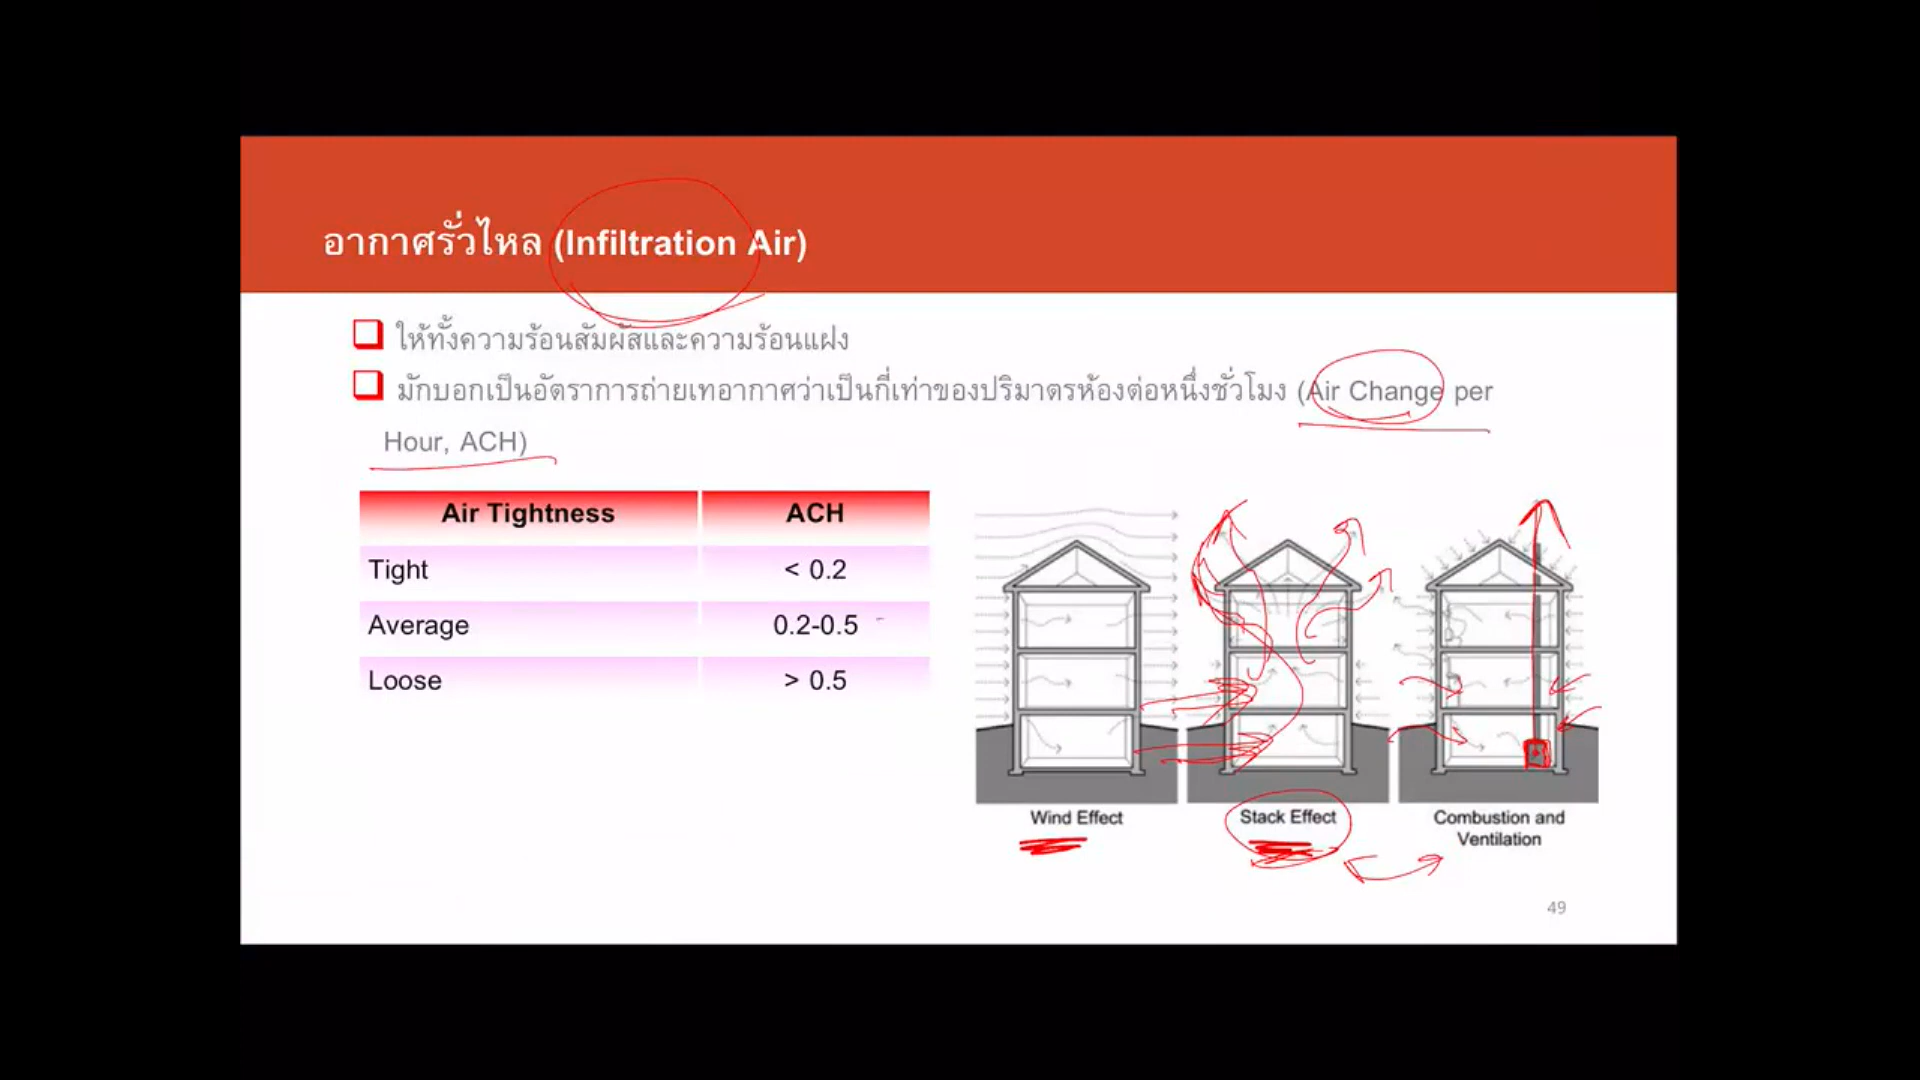 อากาศรั่วไหล (Infiltration Air)
ให้ทั้งความร้อนสัมผัสและความร้อนแฝง
มักบอกเป็นอัตราการถ่ายเทอากาศว่าเป็นกี่เท่าของปริมาตรห้องต่อหนึ่งชั่วโมง (Air Change per
Hour, ACH)
Air Tightness ACH
Tight < 0.2
Average 0.2-0.5
Loose > 0.5
Wind Effect
Stack Effect
Combustion and
Ventilation
49